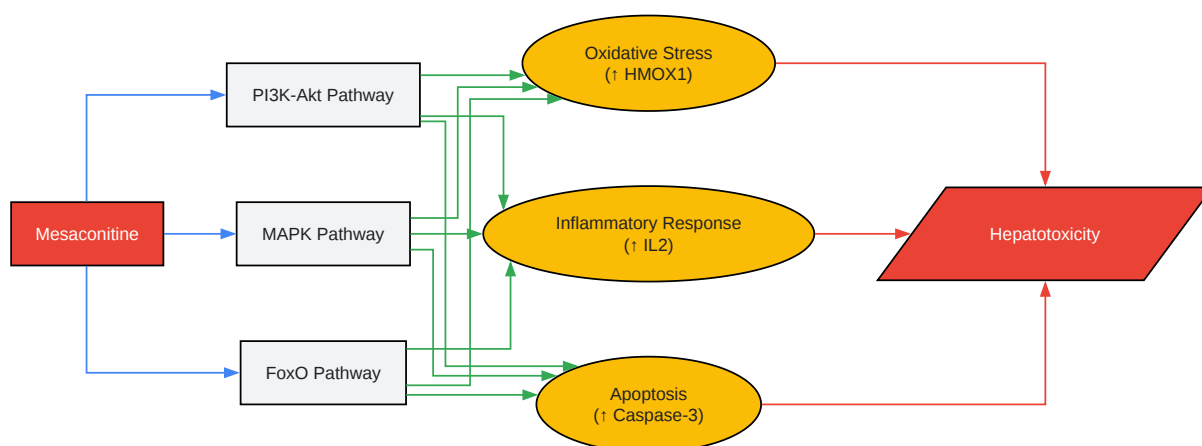 Mesaconitine
PI3K-Akt Pathway
MAPK Pathway
FoxO Pathway
Oxidative Stress
(↑ HMOX1)
Inflammatory Response
(↑ IL2)
Apoptosis
(↑ Caspase-3)
Hepatotoxicity